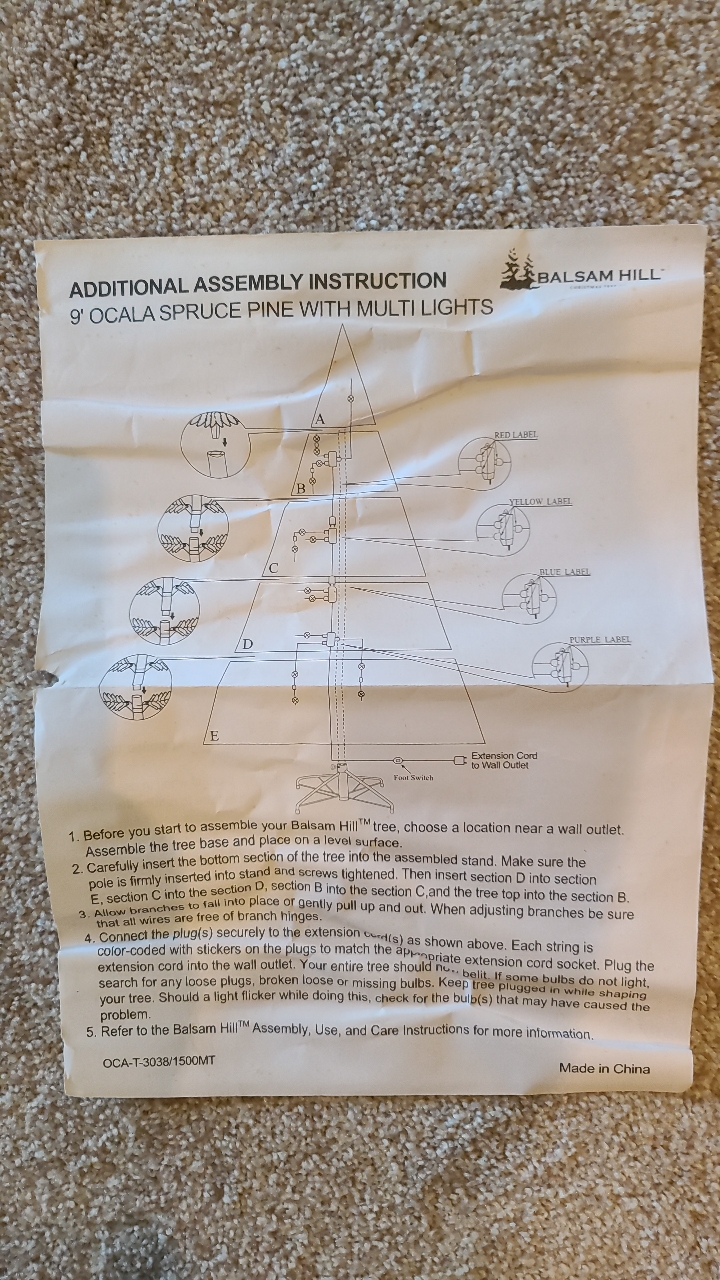 ADDITIONAL ASSEMBLY INSTRUCTION
BALSAM HILL
9' OCALA SPRUCE PINE WITH MULTI LIGHTS
A
RED LABEL
B
YELLOW LABEL
C
BLUE LABEL
D
PURPLE LABEL
E
Extension Cord
to Wall Outlet
Foot Switch
1. Before you start to assemble your Balsam Hill™ tree, choose a location near a wall outlet.
Assemble the tree base and place on a level surface.
2. Carefully insert the bottom section of the tree into the assembled stand. Make sure the
pole is firmly inserted into stand and screws tightened. Then insert section D into section
E, section C into the section D, section B into the section C,and the tree top into the section B.
3. Allow branches to fall into place or gently pull up and out. When adjusting branches be sure
that all wires are free of branch hinges.
4. Connect the plug(s) securely to the extension cord(s) as shown above. Each string is
color-coded with stickers on the plugs to match the appropriate extension cord socket. Plug the
extension cord into the wall outlet. Your entire tree should belit. If some bulbs do not light,
search for any loose plugs, broken loose or missing bulbs. Keep tree plugged in while shaping
your tree. Should a light flicker while doing this, check for the bulb(s) that may have caused the
problem.
5. Refer to the Balsam Hill™ Assembly, Use, and Care Instructions for more information.
OCA-T-3038/1500MT
Made in China